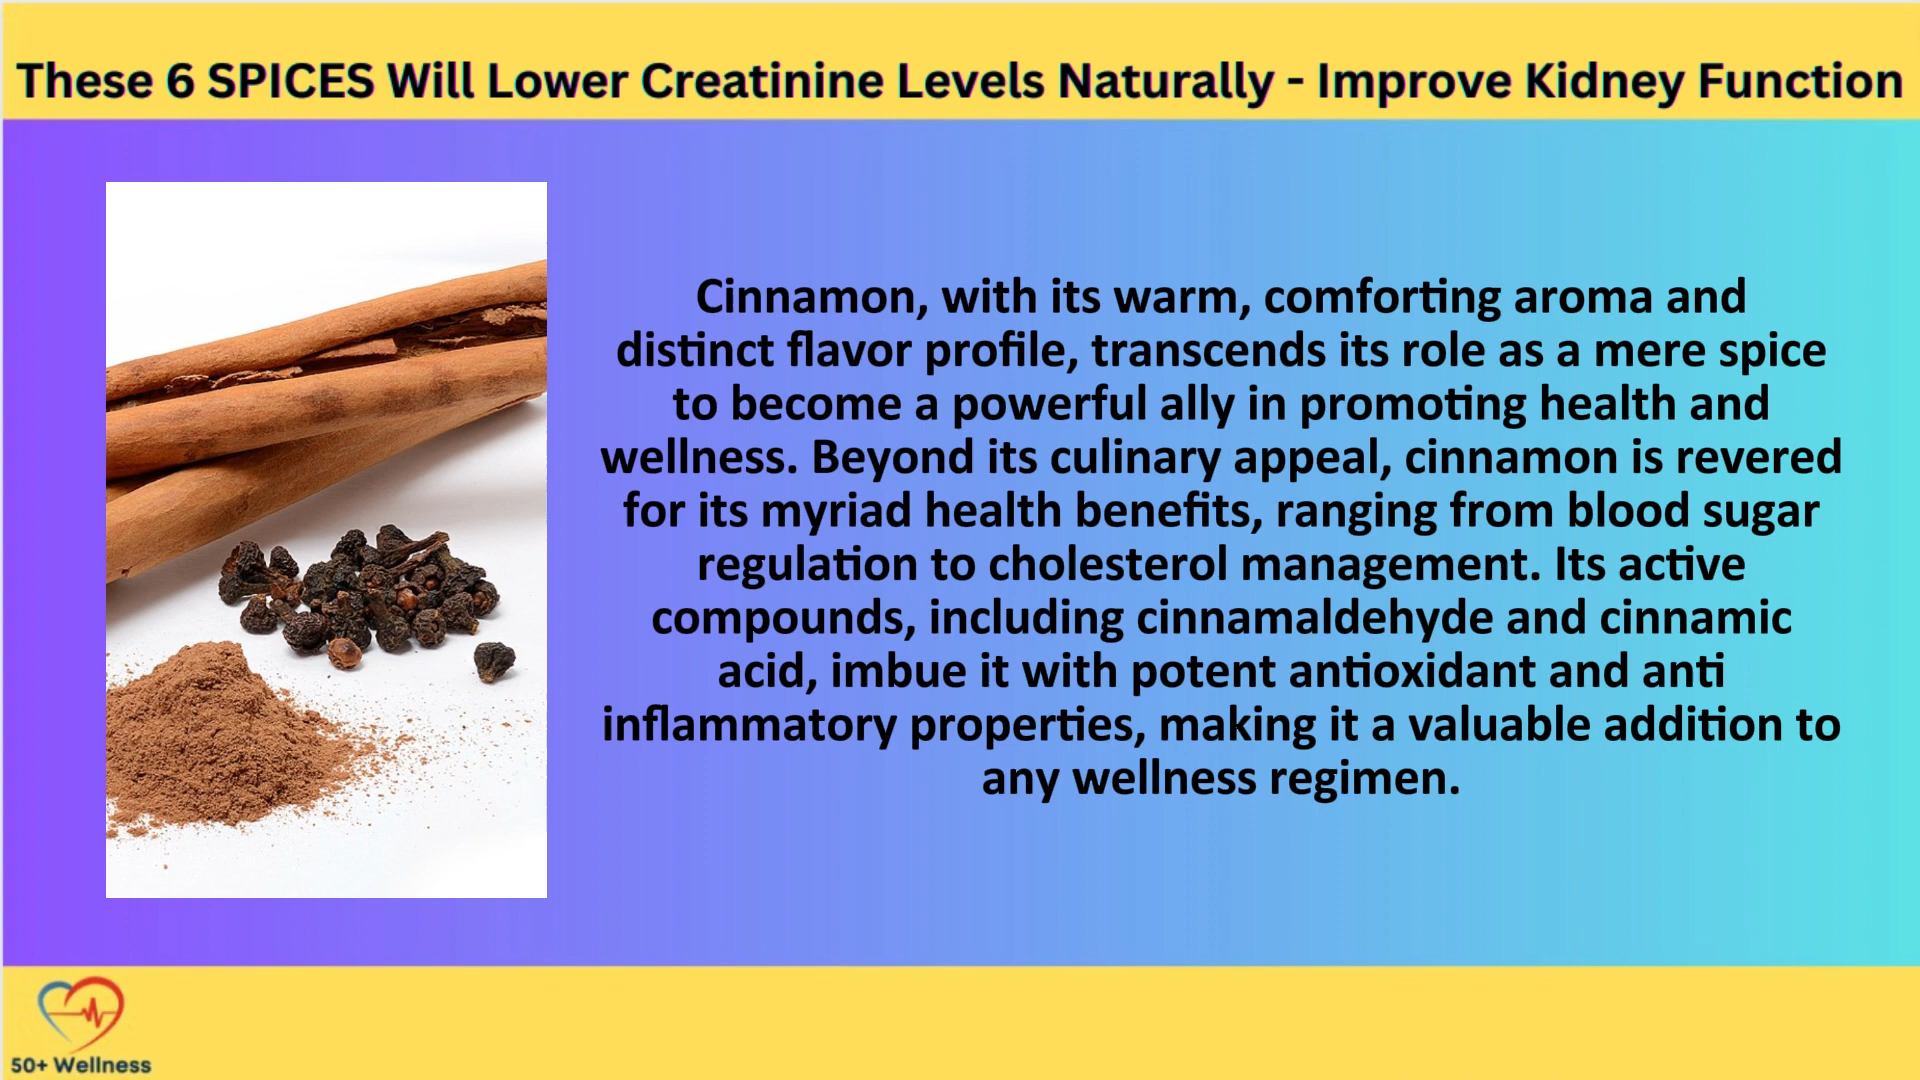 These 6 SPICES Will Lower Creatinine Levels Naturally - Improve Kidney Function
Cinnamon, with its warm, comforting aroma and
distinct flavor profile, transcends its role as a mere spice
to become a powerful ally in promoting health and
wellness. Beyond its culinary appeal, cinnamon is revered
for its myriad health benefits, ranging from blood sugar
regulation to cholesterol management. Its active
compounds, including cinnamaldehyde and cinnamic
acid, imbue it with potent antioxidant and anti
inflammatory properties, making it a valuable addition to
any wellness regimen.
50+ Wellness